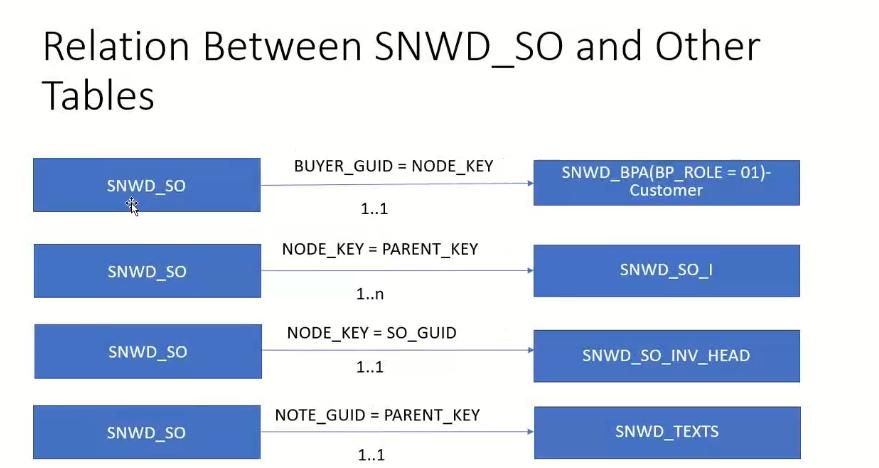 Relation Between SNWD_SO and Other
Tables
SNWD_SO
BUYER_GUID = NODE_KEY
1..1
SNWD_BPA(BP_ROLE = 01)-
Customer
SNWD_SO
NODE_KEY = PARENT_KEY
1..n
SNWD_SO_I
SNWD_SO
NODE_KEY = SO_GUID
1..1
SNWD_SO_INV_HEAD
SNWD_SO
NOTE_GUID = PARENT_KEY
1..1
SNWD_TEXTS